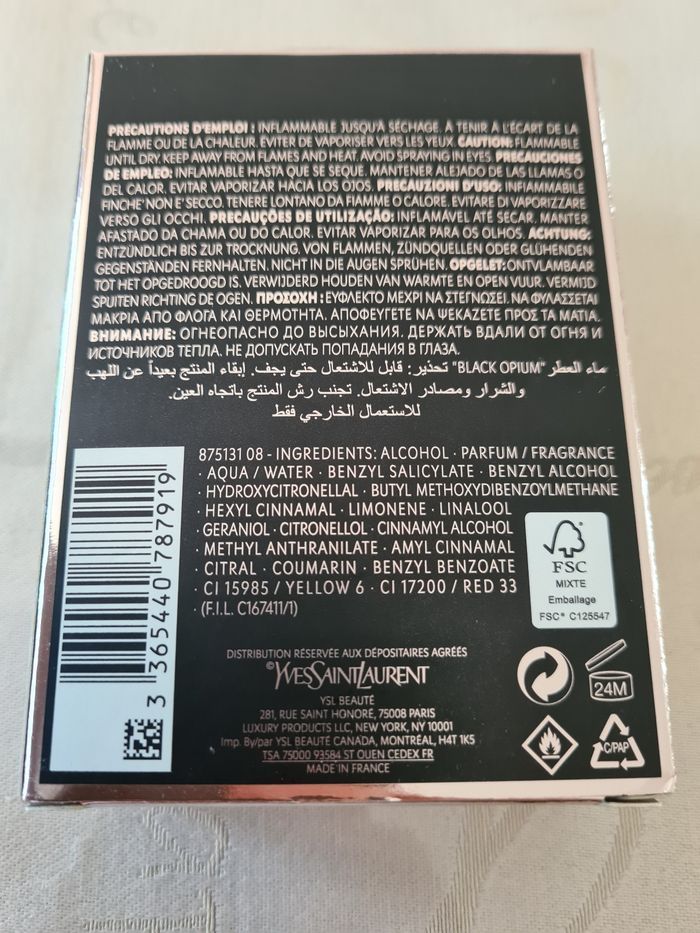 PRÉCAUTIONS D'EMPLOI : INFLAMMABLE JUSQU'À SÉCHAGE. À TENIR À L'ÉCART DE LA
FLAMME OU DE LA CHALEUR. ÉVITER DE VAPORISER VERS LES YEUX. CAUTION: FLAMMABLE
UNTIL DRY. KEEP AWAY FROM FLAMES AND HEAT. AVOID SPRAYING IN EYES. PRECAUCIONES
DE EMPLEO: INFLAMABLE HASTA QUE SE SEQUE. MANTENER ALEJADO DE LAS LLAMAS O
DEL CALOR. EVITAR VAPORIZAR HACIA LOS OJOS. PRECAUZIONI D'USO: INFIAMMABILE
FINCHE' NON E' SECCO. TENERE LONTANO DA FIAMME O CALORE. EVITARE DI VAPORIZZARE
VERSO GLI OCCHI. PRECAUÇÕES DE UTILIZAÇÃO: INFLAMÁVEL ATÉ SECAR. MANTER
AFASTADO DA CHAMA OU DO CALOR. EVITAR VAPORIZAR PARA OS OLHOS. ACHTUNG:
ENTZÜNDLICH BIS ZUR TROCKNUNG. VON FLAMMEN, ZÜNDQUELLEN ODER GLÜHENDEN
GEGENSTÄNDEN FERNHALTEN. NICHT IN DIE AUGEN SPRÜHEN. OPGELET: ONTVLAMBAAR
TOT HET OPGEDROOGD IS. VERWIJDERD HOUDEN VAN WARMTE EN OPEN VUUR. VERMIJD
SPUITEN RICHTING DE OGEN. ΠΡΟΣΟΧΗ : ΕΥΦΛΕΚΤΟ ΜΕΧΡΙ ΝΑ ΣΤΕΓΝΩΣΕΙ. ΝΑ ΦΥΛΑΣΣΕΤΑΙ
ΜΑΚΡΙΑ ΑΠΟ ΦΛΟΓΑ ΚΑΙ ΘΕΡΜΟΤΗΤΑ. ΑΠΟΦΕΥΓΕΤΕ ΝΑ ΨΕΚΑΖΕΤΕ ΠΡΟΣ ΤΑ ΜΑΤΙΑ.
ВНИМАНИЕ: ОГНЕОПАСНО ДО ВЫСЫХАНИЯ. ДЕРЖАТЬ ВДАЛИ ОТ ОГНЯ И
ИСТОЧНИКОВ ТЕПЛА. НЕ ДОПУСКАТЬ ПОПАДАНИЯ В ГЛАЗА.
ماء العطر "BLACK OPIUM" تحذير: قابل للاشتعال حتى يجف. إبقاء المنتج بعيداً عن اللهب
والشرار ومصادر الاشتعال. تجنب رش المنتج باتجاه العين.
للاستعمال الخارجي فقط
875131 08 - INGREDIENTS: ALCOHOL · PARFUM / FRAGRANCE
· AQUA / WATER · BENZYL SALICYLATE · BENZYL ALCOHOL
· HYDROXYCITRONELLAL · BUTYL METHOXYDIBENZOYLMETHANE
· HEXYL CINNAMAL · LIMONENE · LINALOOL
· GERANIOL · CITRONELLOL · CINNAMYL ALCOHOL
· METHYL ANTHRANILATE · AMYL CINNAMAL
· CITRAL · COUMARIN · BENZYL BENZOATE
· CI 15985 / YELLOW 6 · CI 17200 / RED 33
· (F.I.L. C167411/1)
3 365440 787919
FSC
MIXTE
Emballage
FSC® C125547
DISTRIBUTION RÉSERVÉE AUX DÉPOSITAIRES AGRÉÉS
©YVESSAINTLAURENT
YSL BEAUTÉ
281, RUE SAINT HONORÉ, 75008 PARIS
LUXURY PRODUCTS LLC, NEW YORK, NY 10001
Imp. By/par YSL BEAUTÉ CANADA, MONTRÉAL, H4T 1K5
TSA 75000 93584 ST OUEN CEDEX FR
MADE IN FRANCE
24M
C/PAP